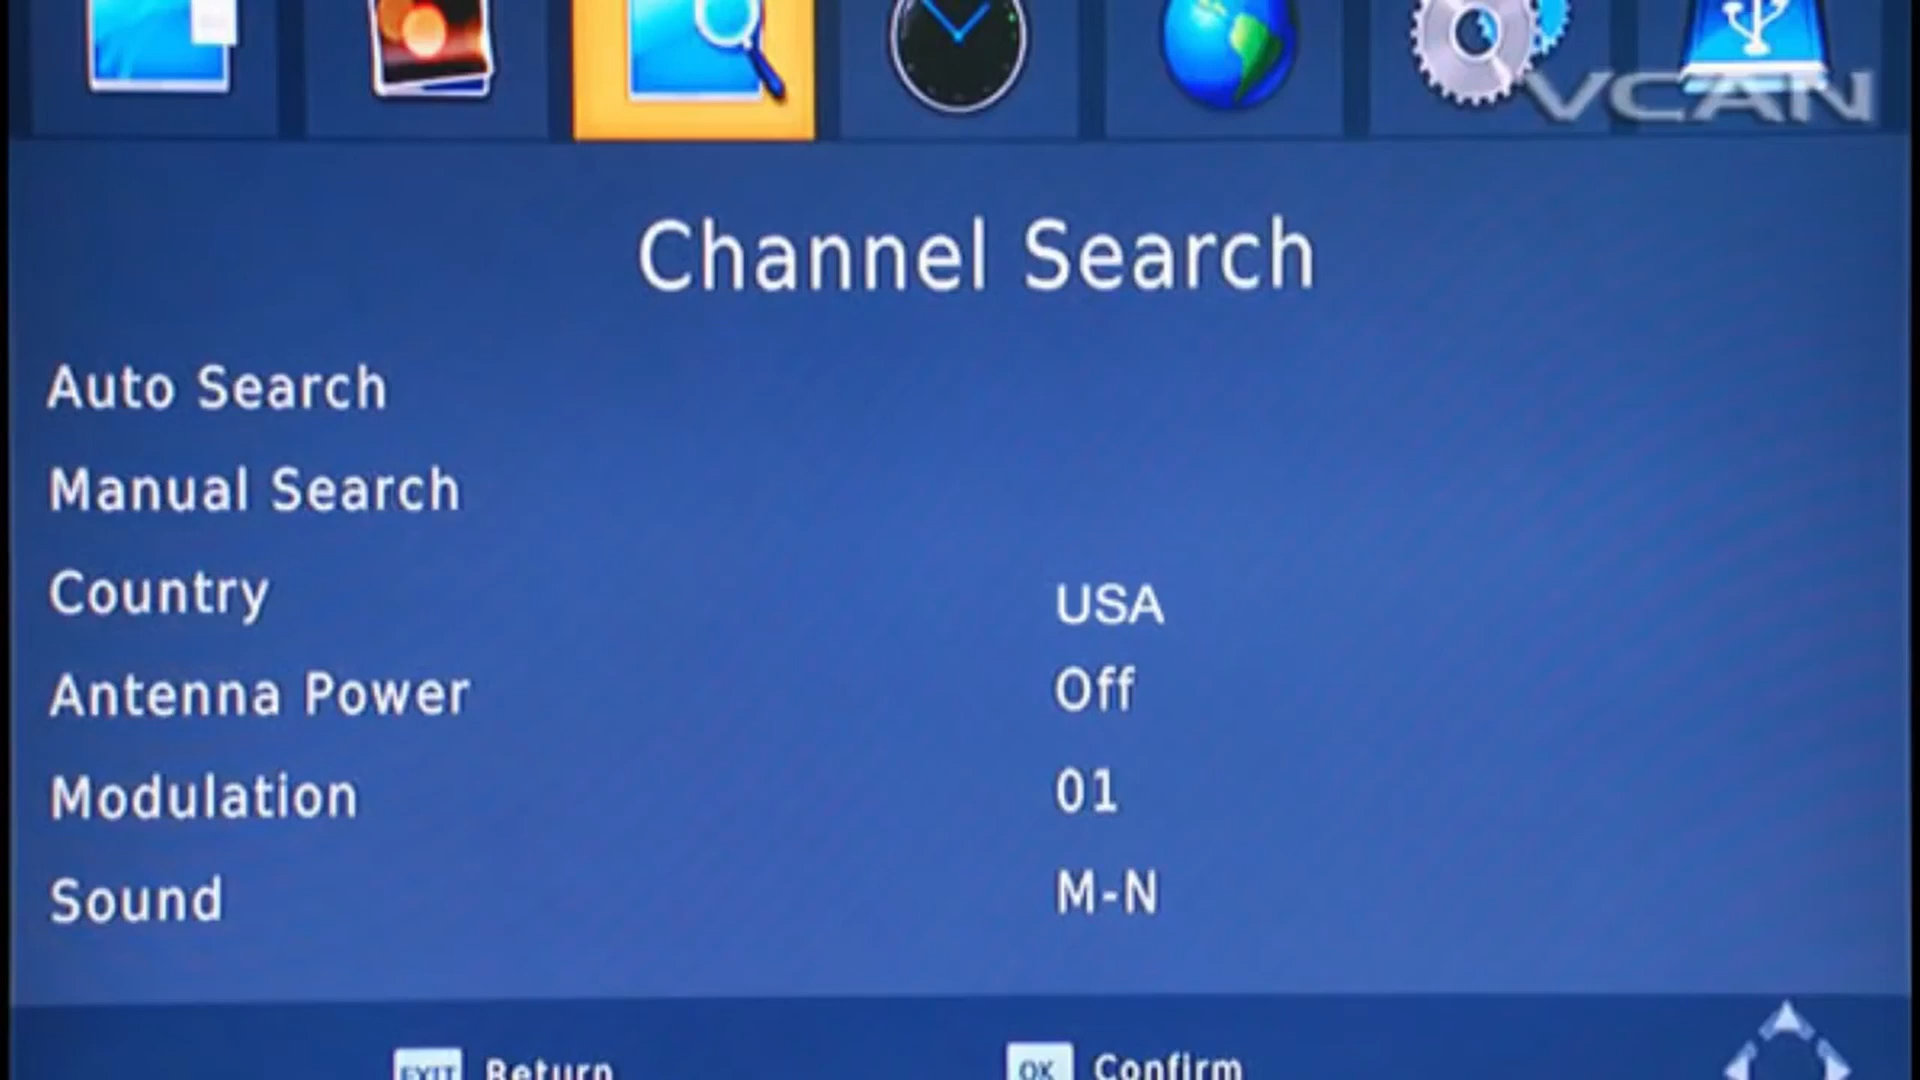 VCAN
Channel Search
Auto Search
Manual Search
Country USA
Antenna Power Off
Modulation 01
Sound M-N
EXIT Return
OK Confirm